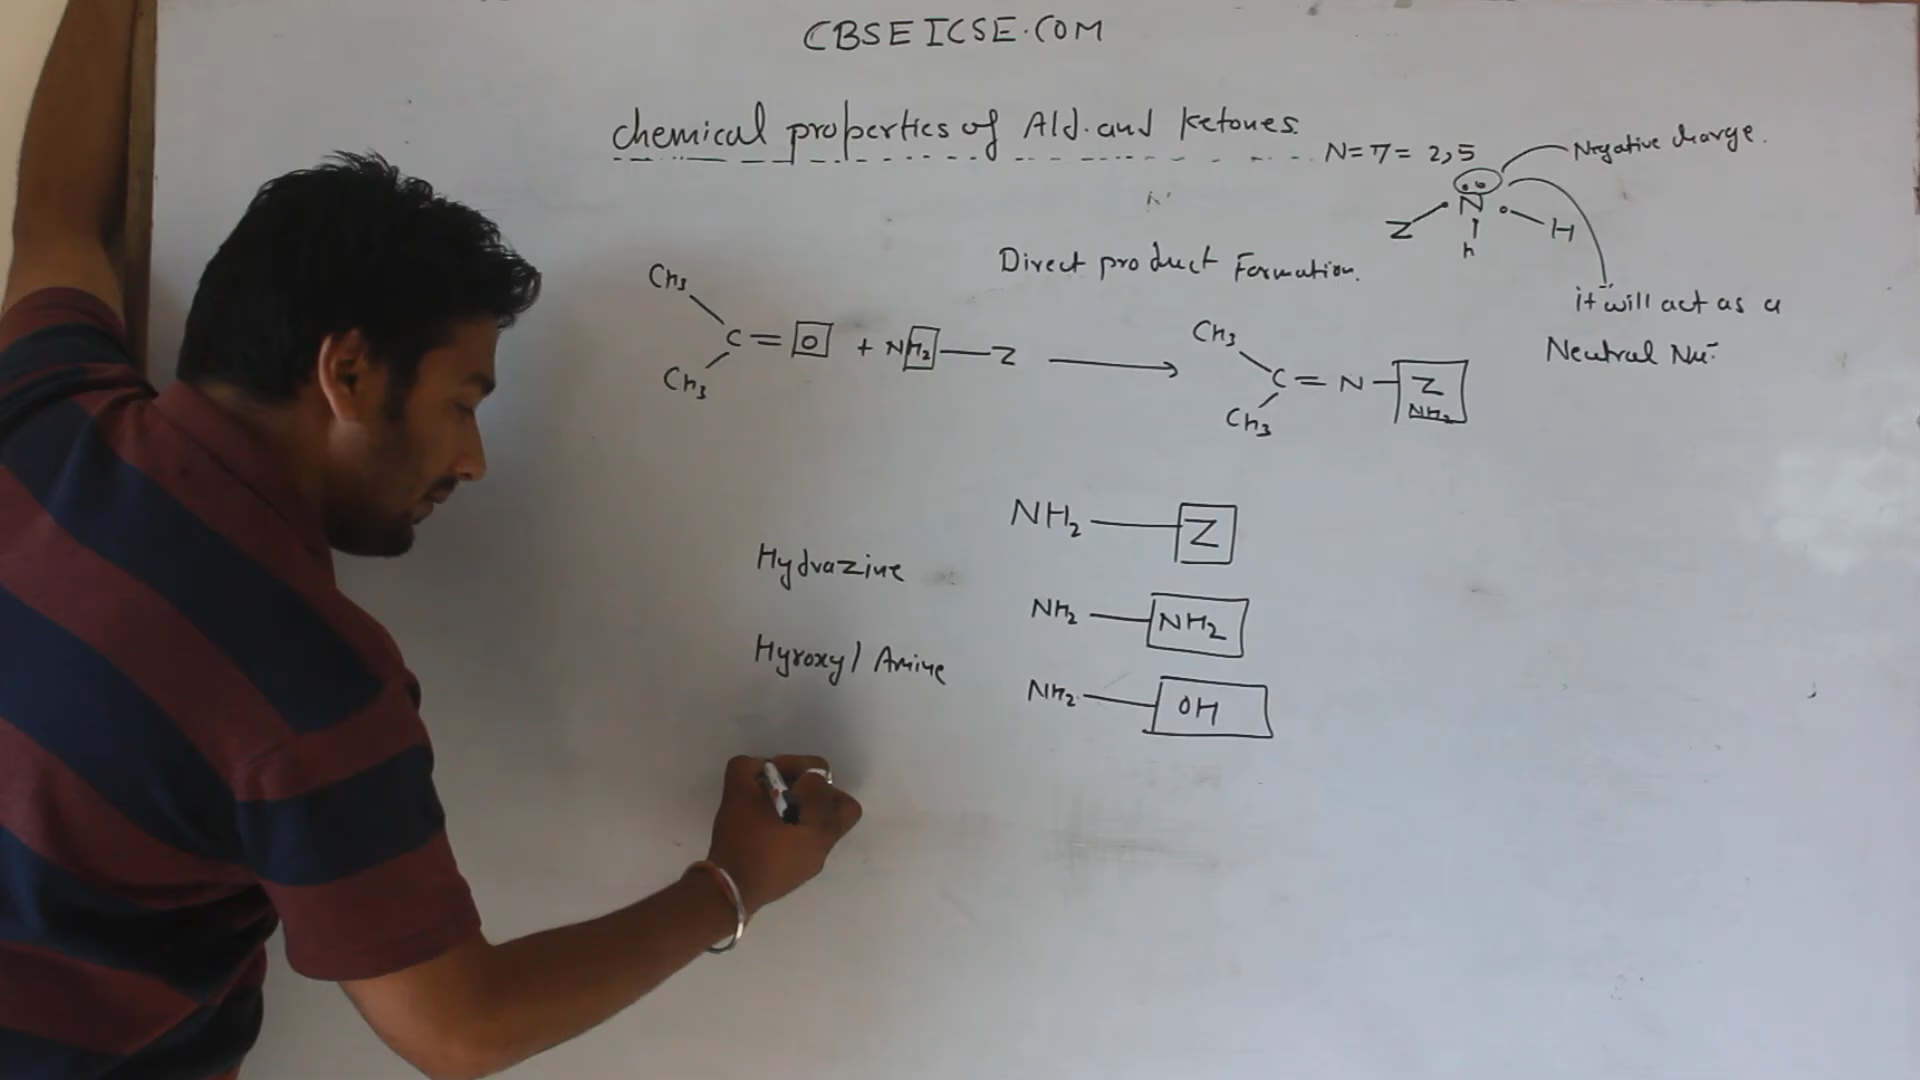 CBSEICSE.COM
chemical properties of Ald. and Ketones.
N = 7 = 2,5
Negative charge.
Z N H
h
it will act as a
Neutral Nu:-
Direct product Formation.
CH3
CH3
C = O + NH2 — Z → C = N — Z
NH2
CH3
CH3
NH2 — Z
Hydrazine NH2 — NH2
Hyroxyl Amine NH2 — OH